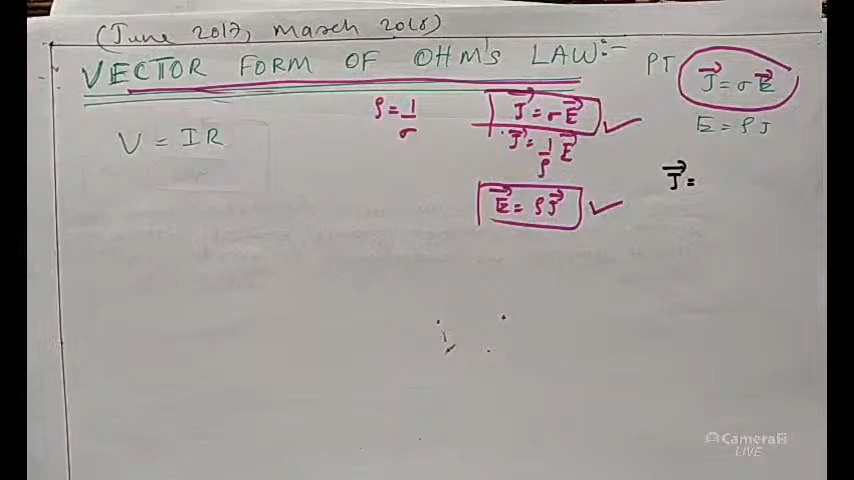 (June 2017, March 2018)
VECTOR FORM OF OHM'S LAW:-
PT J⃗ = σE⃗
E = ρJ
V = IR
ρ = 1/σ
J⃗ = σE⃗ ✓
J⃗ = 1/ρ E⃗
E⃗ = ρJ⃗ ✓
J⃗ =
CameraFi
LIVE